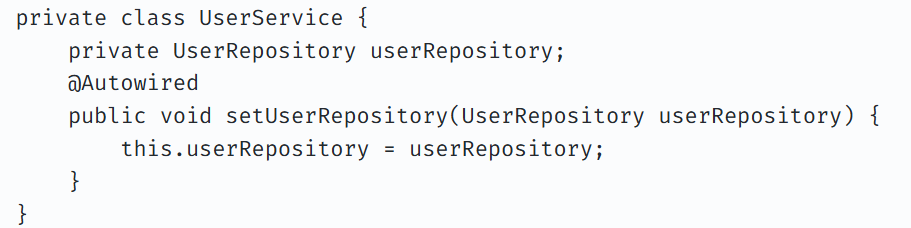 private class UserService {
    private UserRepository userRepository;
    @Autowired
    public void setUserRepository(UserRepository userRepository) {
        this.userRepository = userRepository;
    }
}